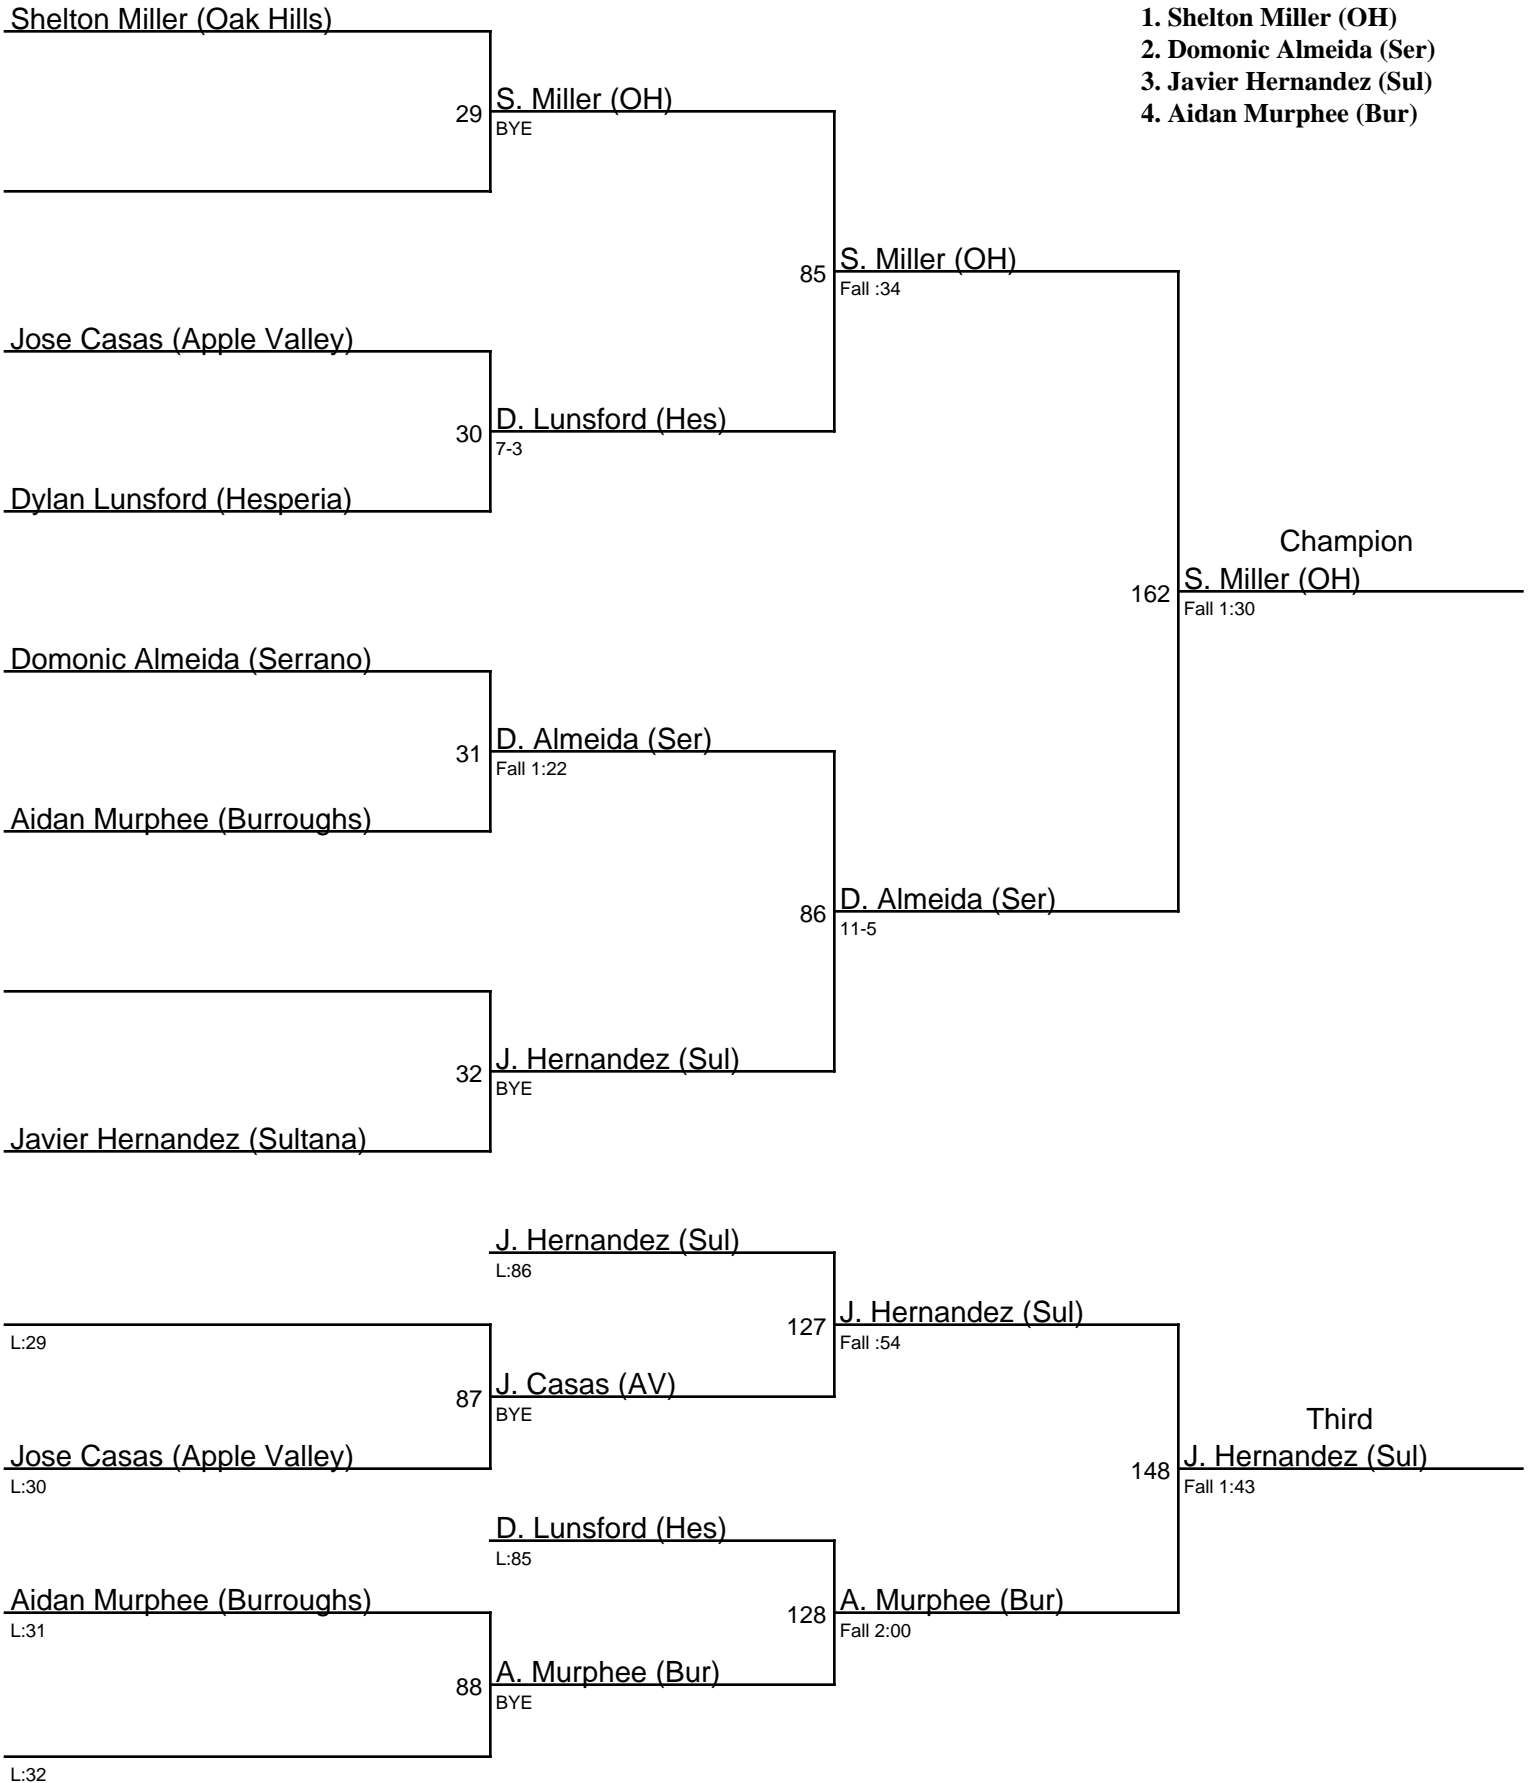 Shelton Miller (Oak Hills)
1. Shelton Miller (OH)
2. Domonic Almeida (Ser)
3. Javier Hernandez (Sul)
4. Aidan Murphee (Bur)
29
S. Miller (OH)
BYE
85
S. Miller (OH)
Fall :34
Jose Casas (Apple Valley)
30
D. Lunsford (Hes)
7-3
Dylan Lunsford (Hesperia)
Champion
162
S. Miller (OH)
Fall 1:30
Domonic Almeida (Serrano)
31
D. Almeida (Ser)
Fall 1:22
Aidan Murphee (Burroughs)
86
D. Almeida (Ser)
11-5
32
J. Hernandez (Sul)
BYE
Javier Hernandez (Sultana)
J. Hernandez (Sul)
L:86
127
J. Hernandez (Sul)
Fall :54
L:29
87
J. Casas (AV)
BYE
Third
Jose Casas (Apple Valley)
L:30
148
J. Hernandez (Sul)
Fall 1:43
D. Lunsford (Hes)
L:85
Aidan Murphee (Burroughs)
L:31
128
A. Murphee (Bur)
Fall 2:00
88
A. Murphee (Bur)
BYE
L:32